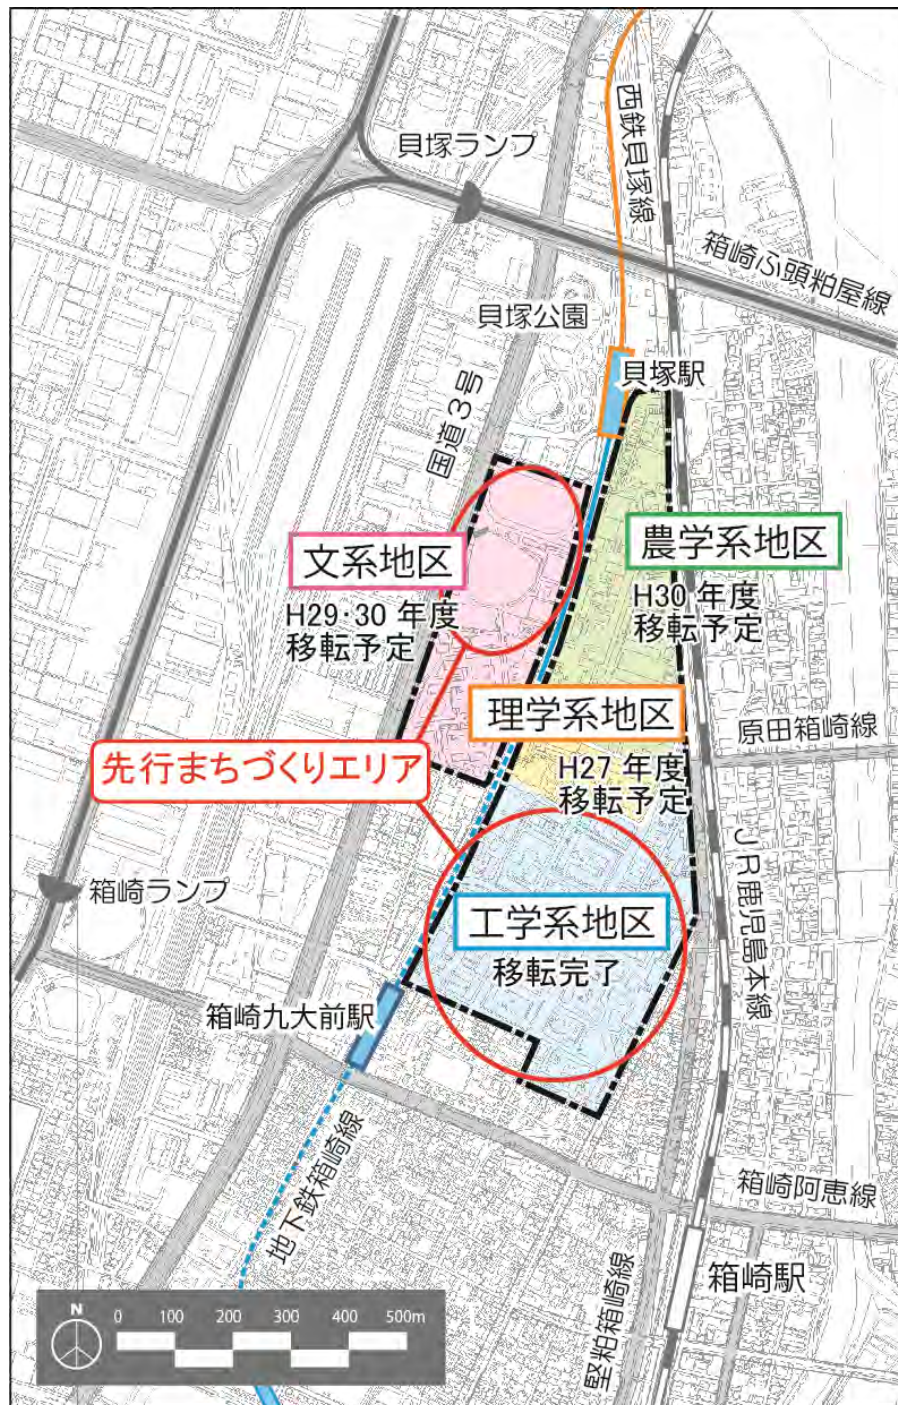 西鉄貝塚線
貝塚ランプ
箱崎ふ頭粕屋線
貝塚公園
貝塚駅
国道3号
文系地区
H29·30 年度
移転予定
農学系地区
H30 年度
移転予定
理学系地区
H27 年度
移転予定
原田箱崎線
先行まちづくりエリア
JR鹿児島本線
箱崎ランプ
工学系地区
移転完了
箱崎九大前駅
地下鉄箱崎線
箱崎阿恵線
箱崎駅
堅粕箱崎線
N
0 100 200 300 400 500m